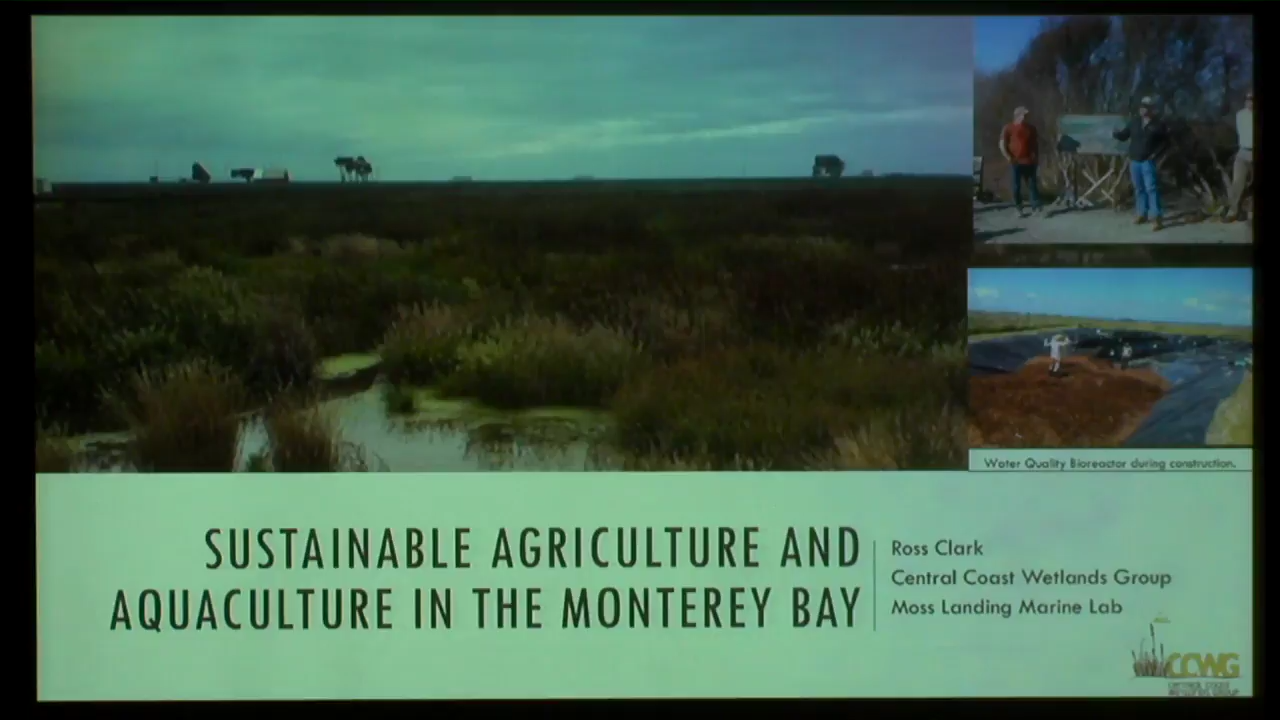 Water Quality Bioreactor during construction.
SUSTAINABLE AGRICULTURE AND
AQUACULTURE IN THE MONTEREY BAY
Ross Clark
Central Coast Wetlands Group
Moss Landing Marine Lab
CCWG